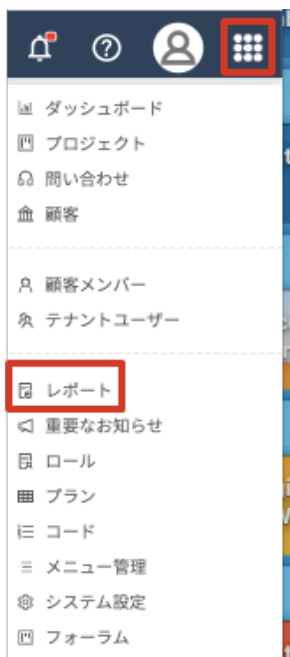 ダッシュボード
プロジェクト
問い合わせ
顧客
顧客メンバー
テナントユーザー
レポート
重要なお知らせ
ロール
プラン
コード
メニュー管理
システム設定
フォーラム